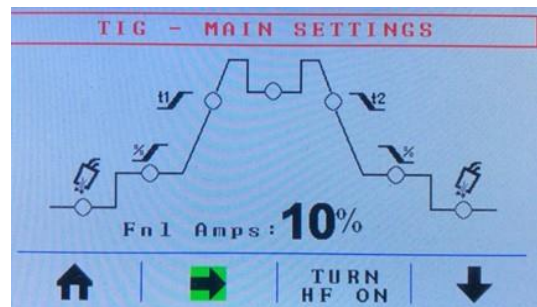 TIG - MAIN SETTINGS
t1
t2
%
%
Fnl Amps: 10%
TURN
HF ON